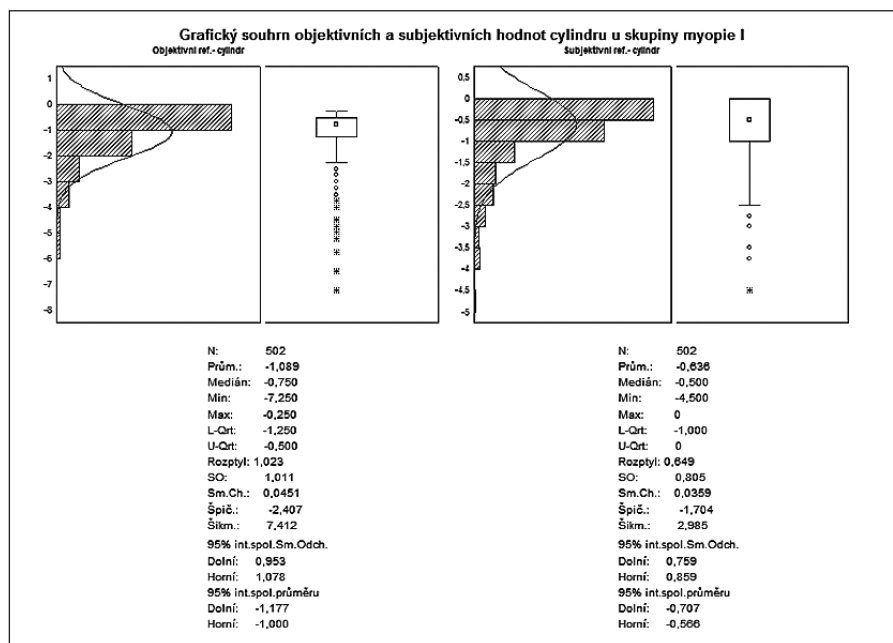 Grafický souhrn objektivních a subjektivních hodnot cylindru u skupiny myopie I
Objektivní ref.- cylindr
1
0
-1
-2
-3
-4
-5
-6
-7
-8
N: 502
Prům.: -1,089
Medián: -0,750
Min: -7,250
Max: -0,250
L-Qrt: -1,250
U-Qrt: -0,500
Rozptyl: 1,023
SO: 1,011
Sm.Ch.: 0,0451
Špič.: -2,407
Šikm.: 7,412
95% int.spol.Sm.Odch.
Dolní: 0,953
Horní: 1,078
95% int.spol.průměru
Dolní: -1,177
Horní: -1,000
Subjektivní ref.- cylindr
0,5
0
-0,5
-1
-1,5
-2
-2,5
-3
-3,5
-4
-4,5
-5
N: 502
Prům.: -0,636
Medián: -0,500
Min: -4,500
Max: 0
L-Qrt: -1,000
U-Qrt: 0
Rozptyl: 0,649
SO: 0,805
Sm.Ch.: 0,0359
Špič.: -1,704
Šikm.: 2,985
95% int.spol.Sm.Odch.
Dolní: 0,759
Horní: 0,859
95% int.spol.průměru
Dolní: -0,707
Horní: -0,566